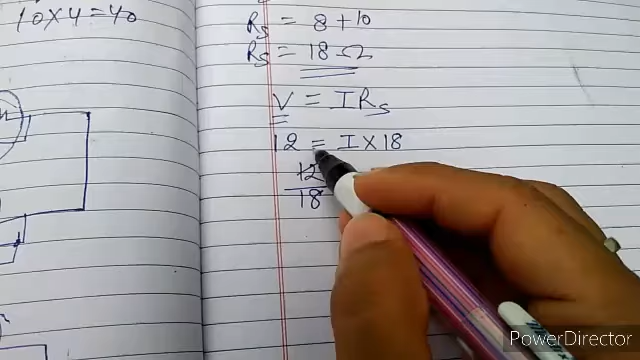 10×4=40
Rs = 8+10
Rs = 18Ω
V = IRs
12 = I×18
12
18
PowerDirector